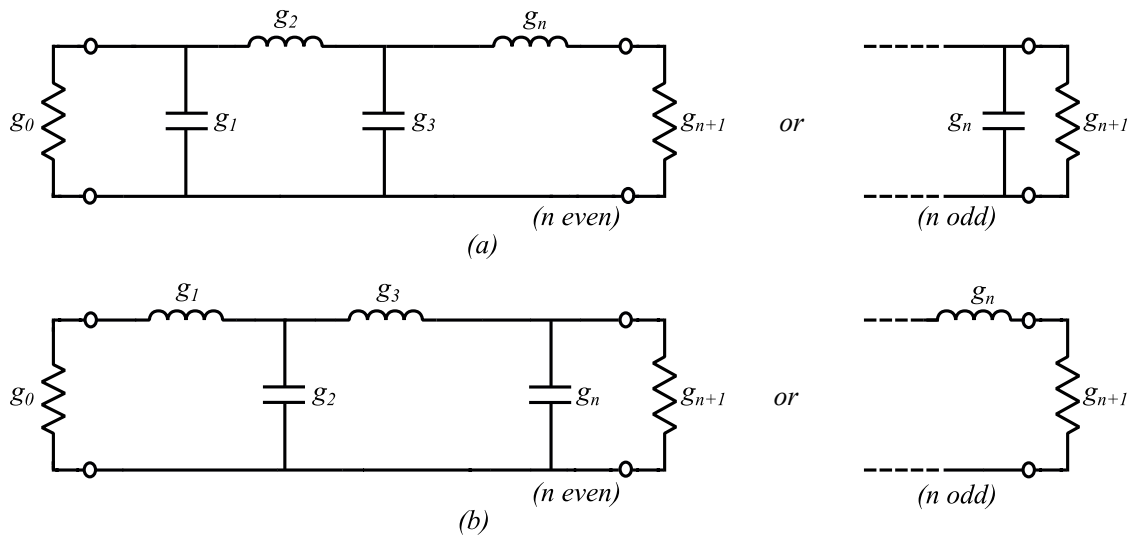 g2 gn
g0 g1 g3 gn+1 or gn gn+1
(n even) (n odd)
(a)
g1 g3 gn
g0 g2 gn gn+1 or gn+1
(n even) (n odd)
(b)